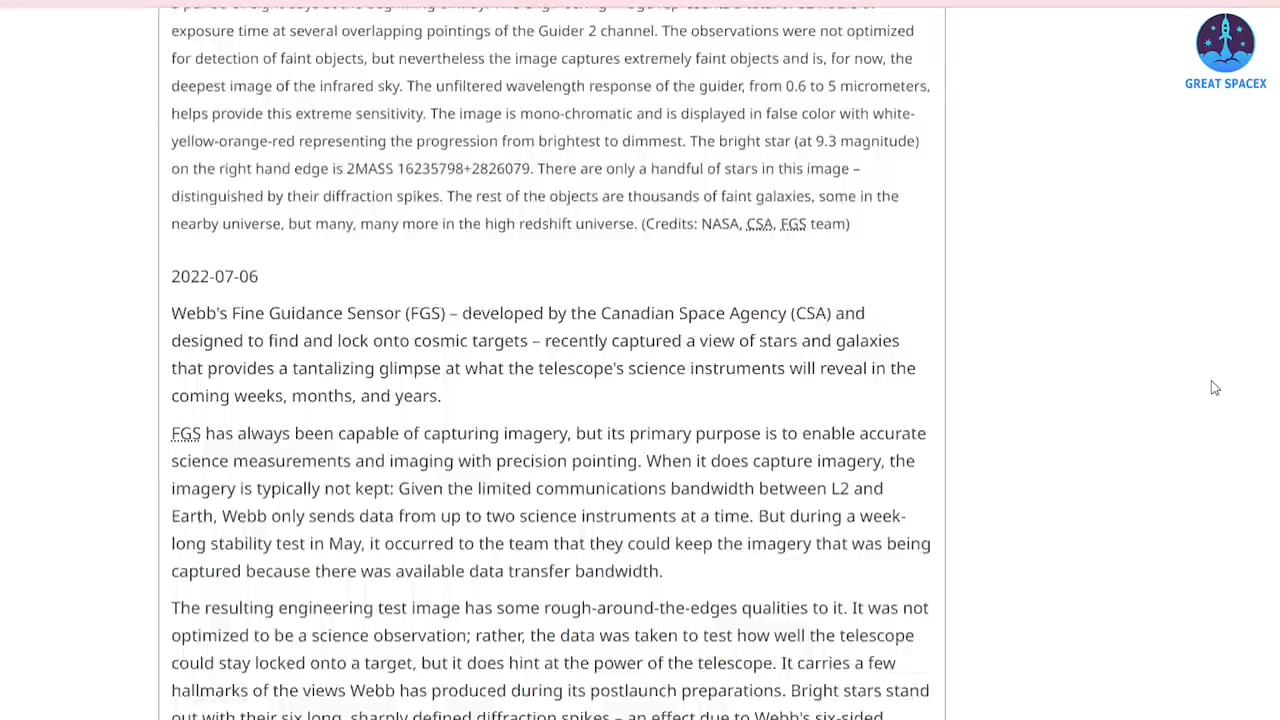 exposure time at several overlapping pointings of the Guider 2 channel. The observations were not optimized
for detection of faint objects, but nevertheless the image captures extremely faint objects and is, for now, the
deepest image of the infrared sky. The unfiltered wavelength response of the guider, from 0.6 to 5 micrometers,
helps provide this extreme sensitivity. The image is mono-chromatic and is displayed in false color with white-
yellow-orange-red representing the progression from brightest to dimmest. The bright star (at 9.3 magnitude)
on the right hand edge is 2MASS 16235798+2826079. There are only a handful of stars in this image –
distinguished by their diffraction spikes. The rest of the objects are thousands of faint galaxies, some in the
nearby universe, but many, many more in the high redshift universe. (Credits: NASA, CSA, FGS team)
2022-07-06
Webb's Fine Guidance Sensor (FGS) – developed by the Canadian Space Agency (CSA) and
designed to find and lock onto cosmic targets – recently captured a view of stars and galaxies
that provides a tantalizing glimpse at what the telescope's science instruments will reveal in the
coming weeks, months, and years.
FGS has always been capable of capturing imagery, but its primary purpose is to enable accurate
science measurements and imaging with precision pointing. When it does capture imagery, the
imagery is typically not kept: Given the limited communications bandwidth between L2 and
Earth, Webb only sends data from up to two science instruments at a time. But during a week-
long stability test in May, it occurred to the team that they could keep the imagery that was being
captured because there was available data transfer bandwidth.
The resulting engineering test image has some rough-around-the-edges qualities to it. It was not
optimized to be a science observation; rather, the data was taken to test how well the telescope
could stay locked onto a target, but it does hint at the power of the telescope. It carries a few
hallmarks of the views Webb has produced during its postlaunch preparations. Bright stars stand
out with their six long, sharply defined diffraction spikes – an effect due to Webb's six-sided
GREAT SPACEX